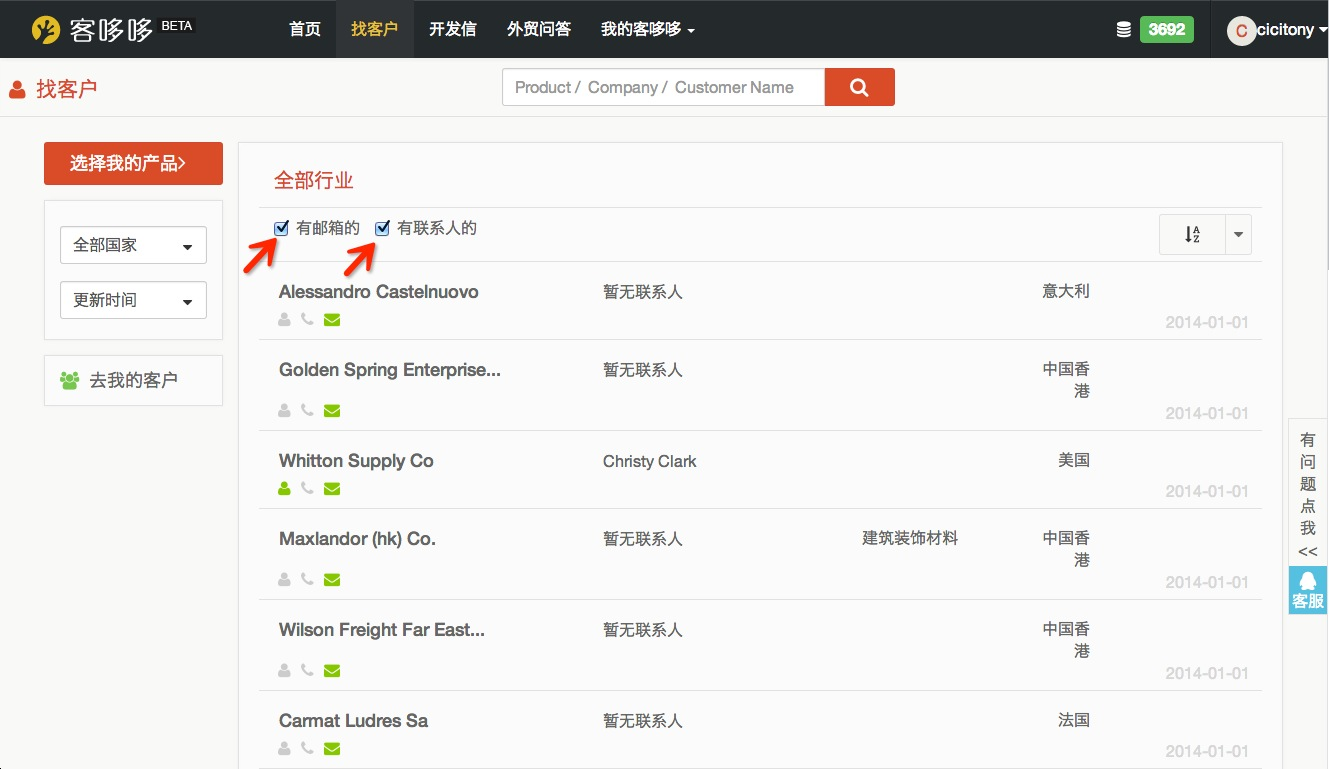 客哆哆 BETA 首页 找客户 开发信 外贸问答 我的客哆哆 3692 C cicitony
找客户 Product / Company / Customer Name
选择我的产品
全部行业
有邮箱的 有联系人的
全部国家
更新时间
去我的客户
Alessandro Castelnuovo 暂无联系人 意大利
2014-01-01
Golden Spring Enterprise... 暂无联系人 中国香
港
2014-01-01
Whitton Supply Co Christy Clark 美国
2014-01-01
Maxlandor (hk) Co. 暂无联系人 建筑装饰材料 中国香
港
2014-01-01
Wilson Freight Far East... 暂无联系人 中国香
港
2014-01-01
Carmat Ludres Sa 暂无联系人 法国
2014-01-01
有
问
题
点
我
<<
客服